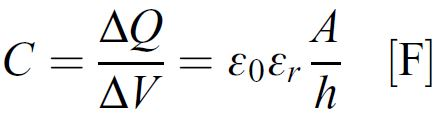 C = ΔQ/ΔV = ε₀εᵣ A/h [F]